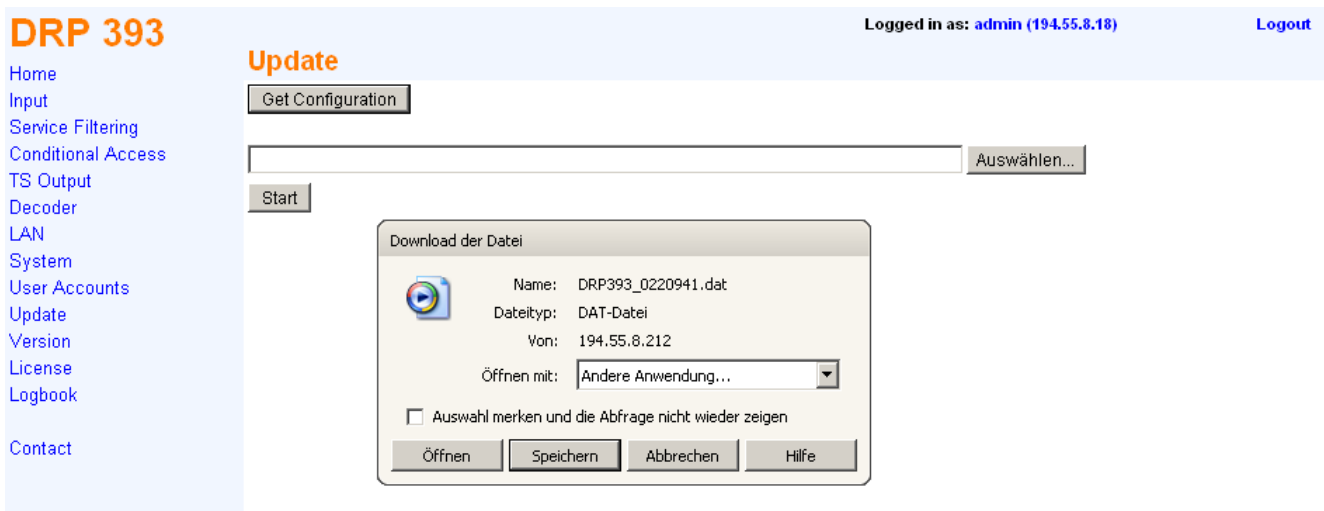 DRP 393
Logged in as: admin (194.55.8.18) Logout
Update
Home
Input
Service Filtering
Conditional Access
TS Output
Decoder
LAN
System
User Accounts
Update
Version
License
Logbook
Contact
Get Configuration
Auswählen...
Start
Download der Datei
Name: DRP393_0220941.dat
Dateityp: DAT-Datei
Von: 194.55.8.212
Öffnen mit: Andere Anwendung...
Auswahl merken und die Abfrage nicht wieder zeigen
Öffnen Speichern Abbrechen Hilfe